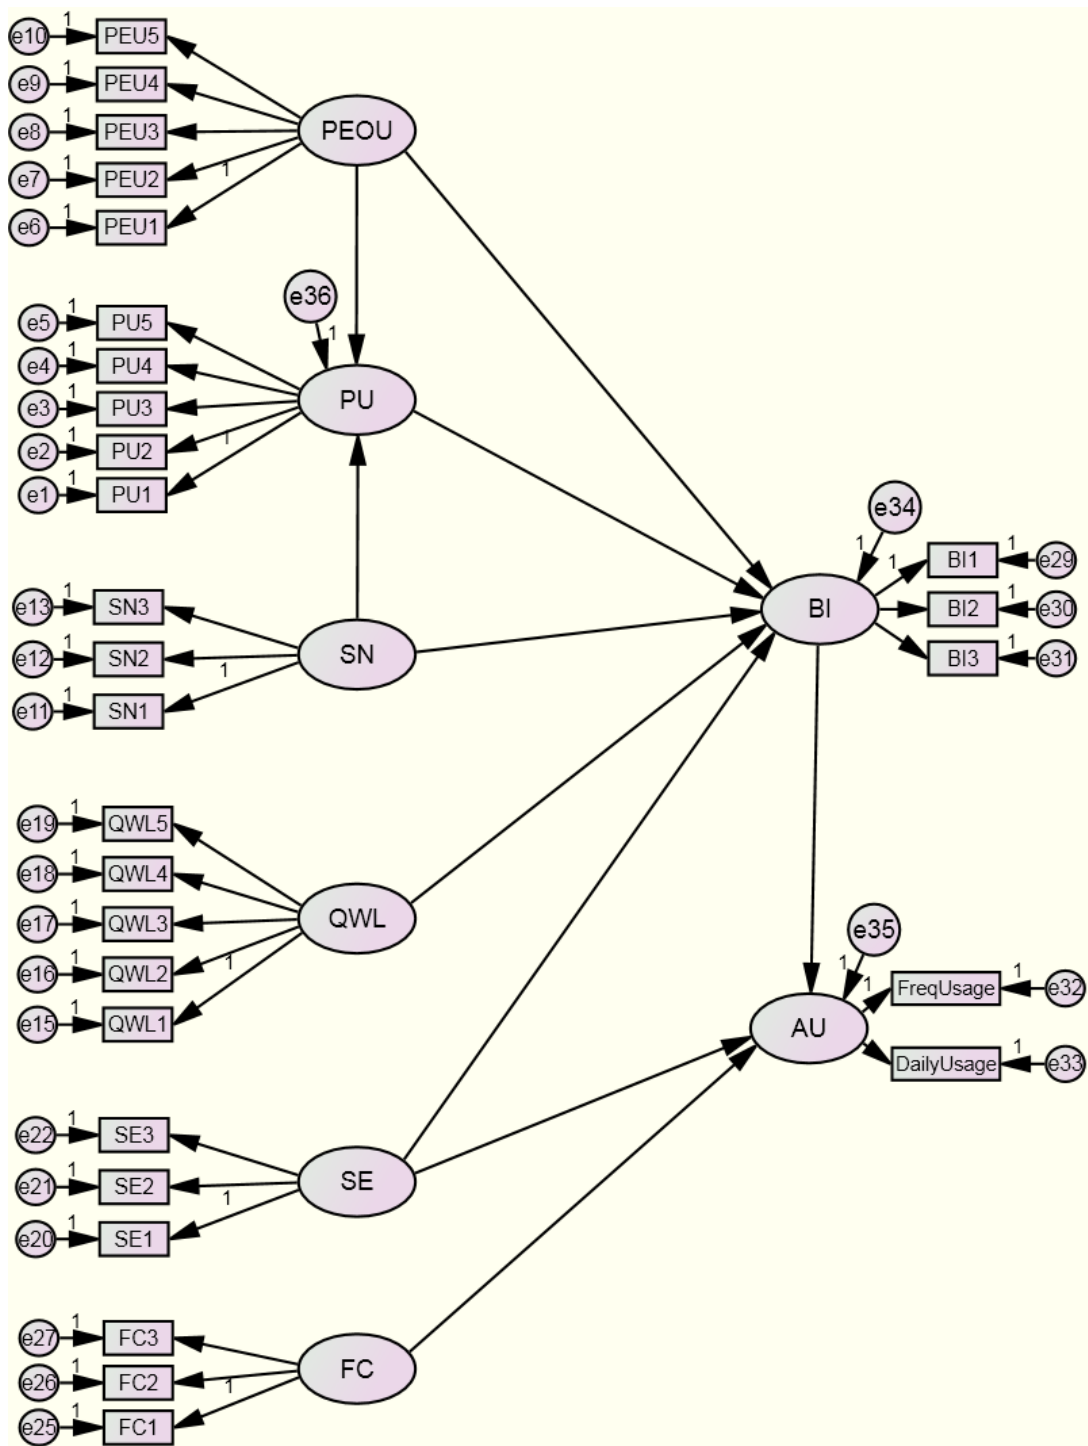 e10 1 PEU5
e9 1 PEU4
e8 1 PEU3
e7 1 PEU2
e6 1 PEU1
1
PEOU
e36
1
e5 1 PU5
e4 1 PU4
e3 1 PU3
e2 1 PU2
e1 1 PU1
1
PU
e13 1 SN3
e12 1 SN2
e11 1 SN1
1
SN
e34
1
BI
1
BI1 1 e29
BI2 1 e30
BI3 1 e31
e19 1 QWL5
e18 1 QWL4
e17 1 QWL3
e16 1 QWL2
e15 1 QWL1
1
QWL
e35
1
AU
1
FreqUsage 1 e32
DailyUsage 1 e33
e22 1 SE3
e21 1 SE2
e20 1 SE1
1
SE
e27 1 FC3
e26 1 FC2
e25 1 FC1
1
FC